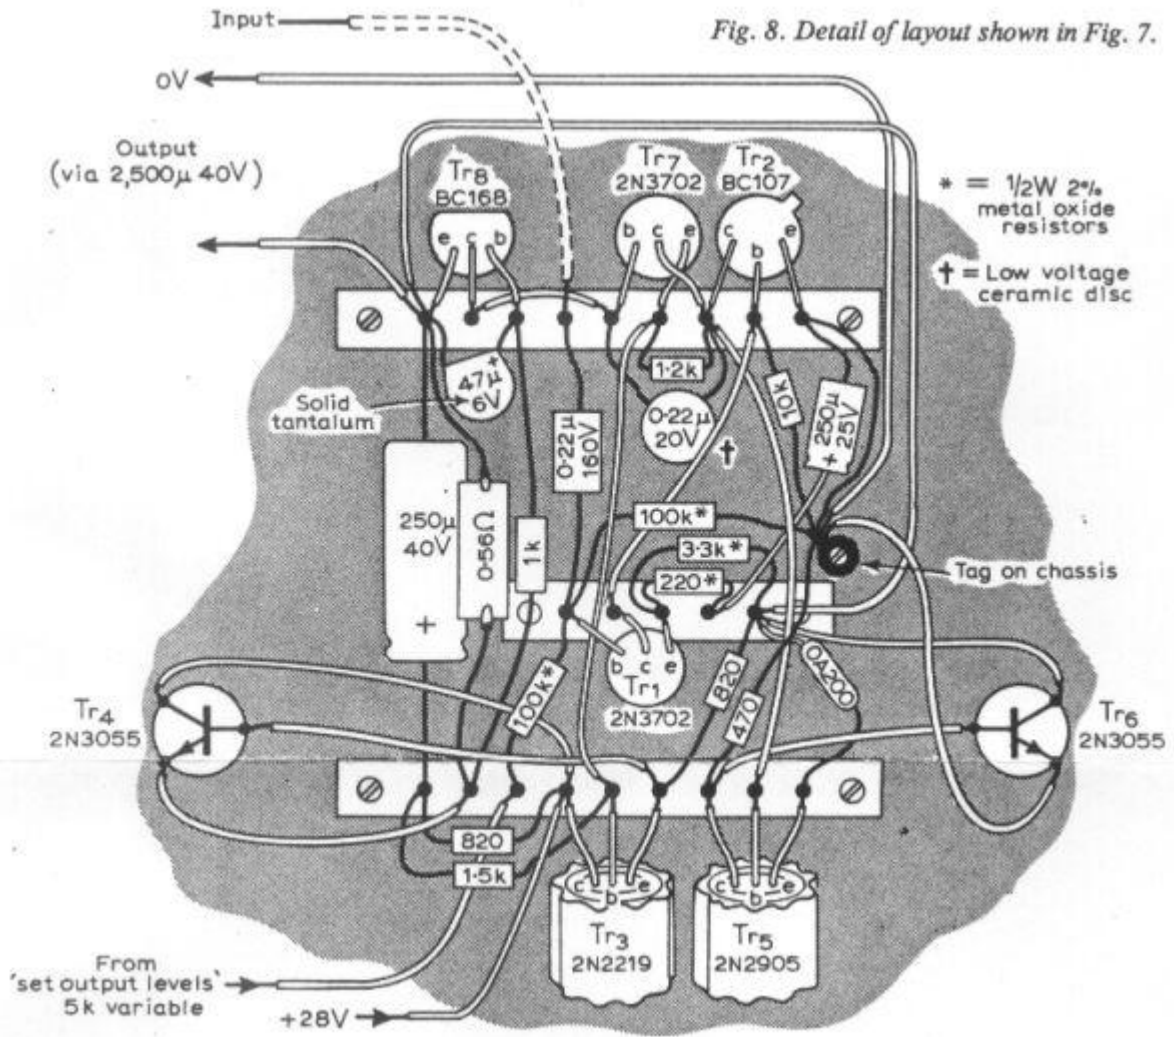 Input
Fig. 8. Detail of layout shown in Fig. 7.
0V
Output
(via 2,500μ 40V)
Tr8
BC168
e c b
Tr7
2N3702
b c e
Tr2
BC107
c b e
* = 1/2W 2%
metal oxide
resistors
† = Low voltage
ceramic disc
47μ +
6V
Solid
tantalum
0·22μ
160V
1·2k
0·22μ
20V
†
10k
250μ
+ 25V
250μ
40V
+
0·56Ω
1k
100k*
3·3k*
220*
Tag on chassis
b c e
Tr1
2N3702
100k*
820
470
OA200
Tr4
2N3055
Tr6
2N3055
820
1·5k
c b e
Tr3
2N2219
c b e
Tr5
2N2905
From
'set output levels'
5k variable
+28V